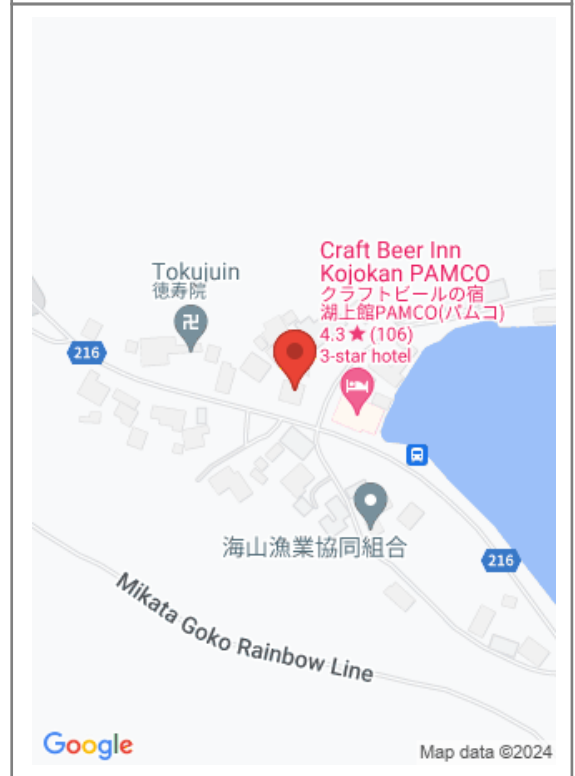 Craft Beer Inn
Kojokan PAMCO
クラフトビールの宿
湖上館PAMCO(パムコ)
4.3★(106)
3-star hotel
Tokujuin
徳寿院
卍
216
海山漁業協同組合
216
Mikata Goko Rainbow Line
Google
Map data ©2024